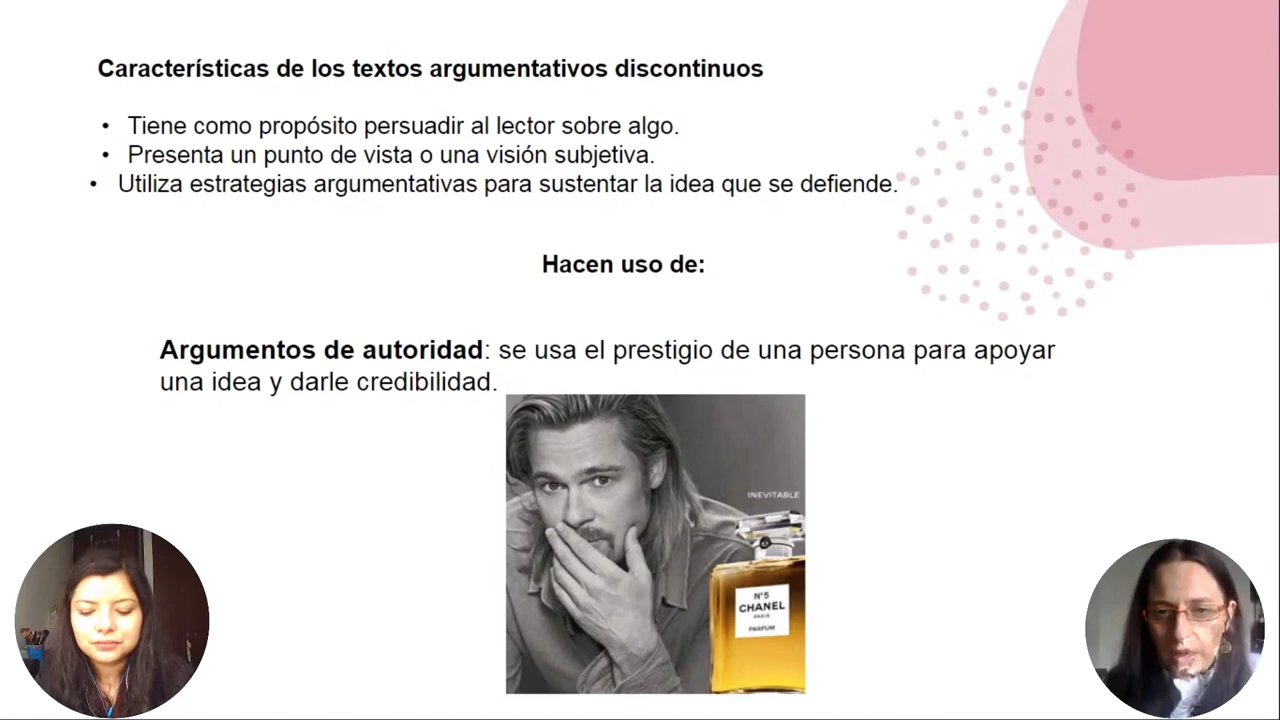 Características de los textos argumentativos discontinuos
• Tiene como propósito persuadir al lector sobre algo.
• Presenta un punto de vista o una visión subjetiva.
• Utiliza estrategias argumentativas para sustentar la idea que se defiende.
Hacen uso de:
Argumentos de autoridad: se usa el prestigio de una persona para apoyar
una idea y darle credibilidad.
INEVITABLE
N°5
CHANEL
PARIS
PARFUM